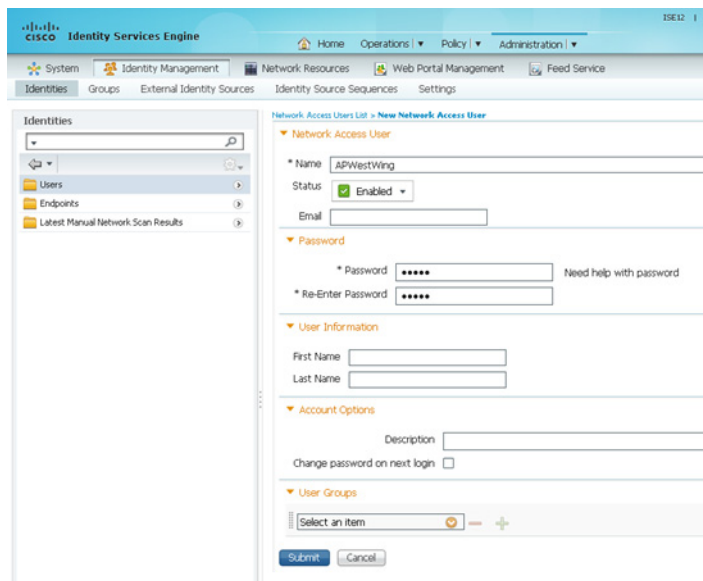 ISE12 |
cisco Identity Services Engine
Home Operations | Policy | Administration |
System Identity Management Network Resources Web Portal Management Feed Service
Identities Groups External Identity Sources Identity Source Sequences Settings
Identities
Users
Endpoints
Latest Manual Network Scan Results
Network Access Users List > New Network Access User
Network Access User
* Name APWestWing
Status Enabled
Email
Password
* Password ●●●●● Need help with password
* Re-Enter Password ●●●●●
User Information
First Name
Last Name
Account Options
Description
Change password on next login
User Groups
Select an item
Submit Cancel